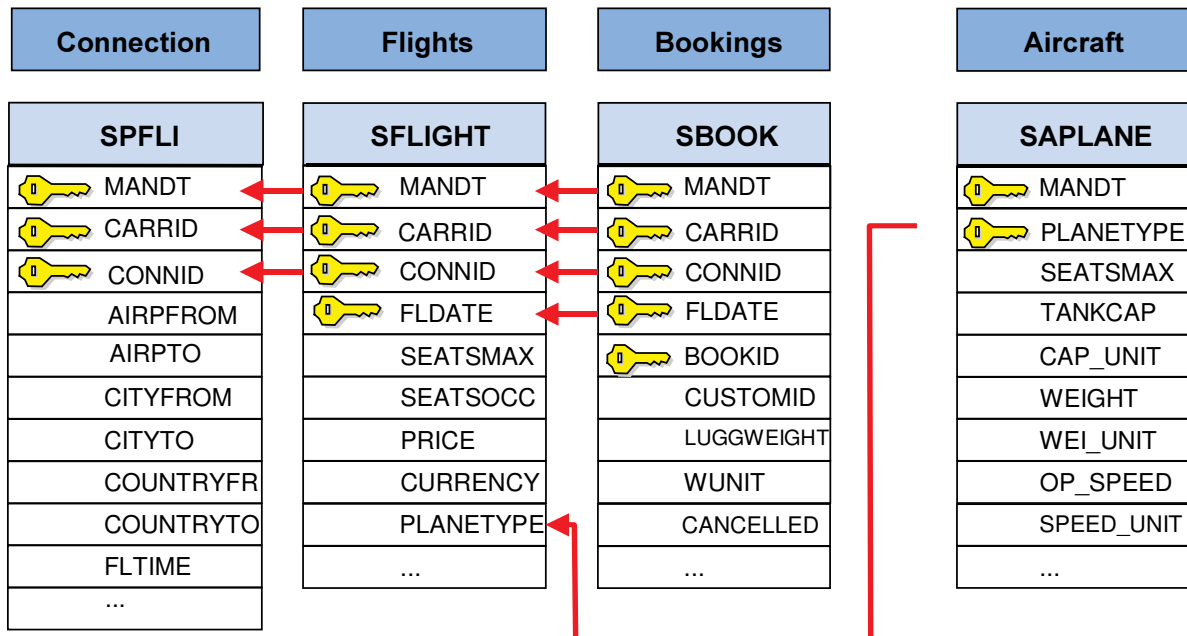 Connection
Flights
Bookings
Aircraft
SPFLI
MANDT
CARRID
CONNID
AIRPFROM
AIRPTO
CITYFROM
CITYTO
COUNTRYFR
COUNTRYTO
FLTIME
...
SFLIGHT
MANDT
CARRID
CONNID
FLDATE
SEATSMAX
SEATSOCC
PRICE
CURRENCY
PLANETYPE
...
SBOOK
MANDT
CARRID
CONNID
FLDATE
BOOKID
CUSTOMID
LUGGWEIGHT
WUNIT
CANCELLED
...
SAPLANE
MANDT
PLANETYPE
SEATSMAX
TANKCAP
CAP_UNIT
WEIGHT
WEI_UNIT
OP_SPEED
SPEED_UNIT
...